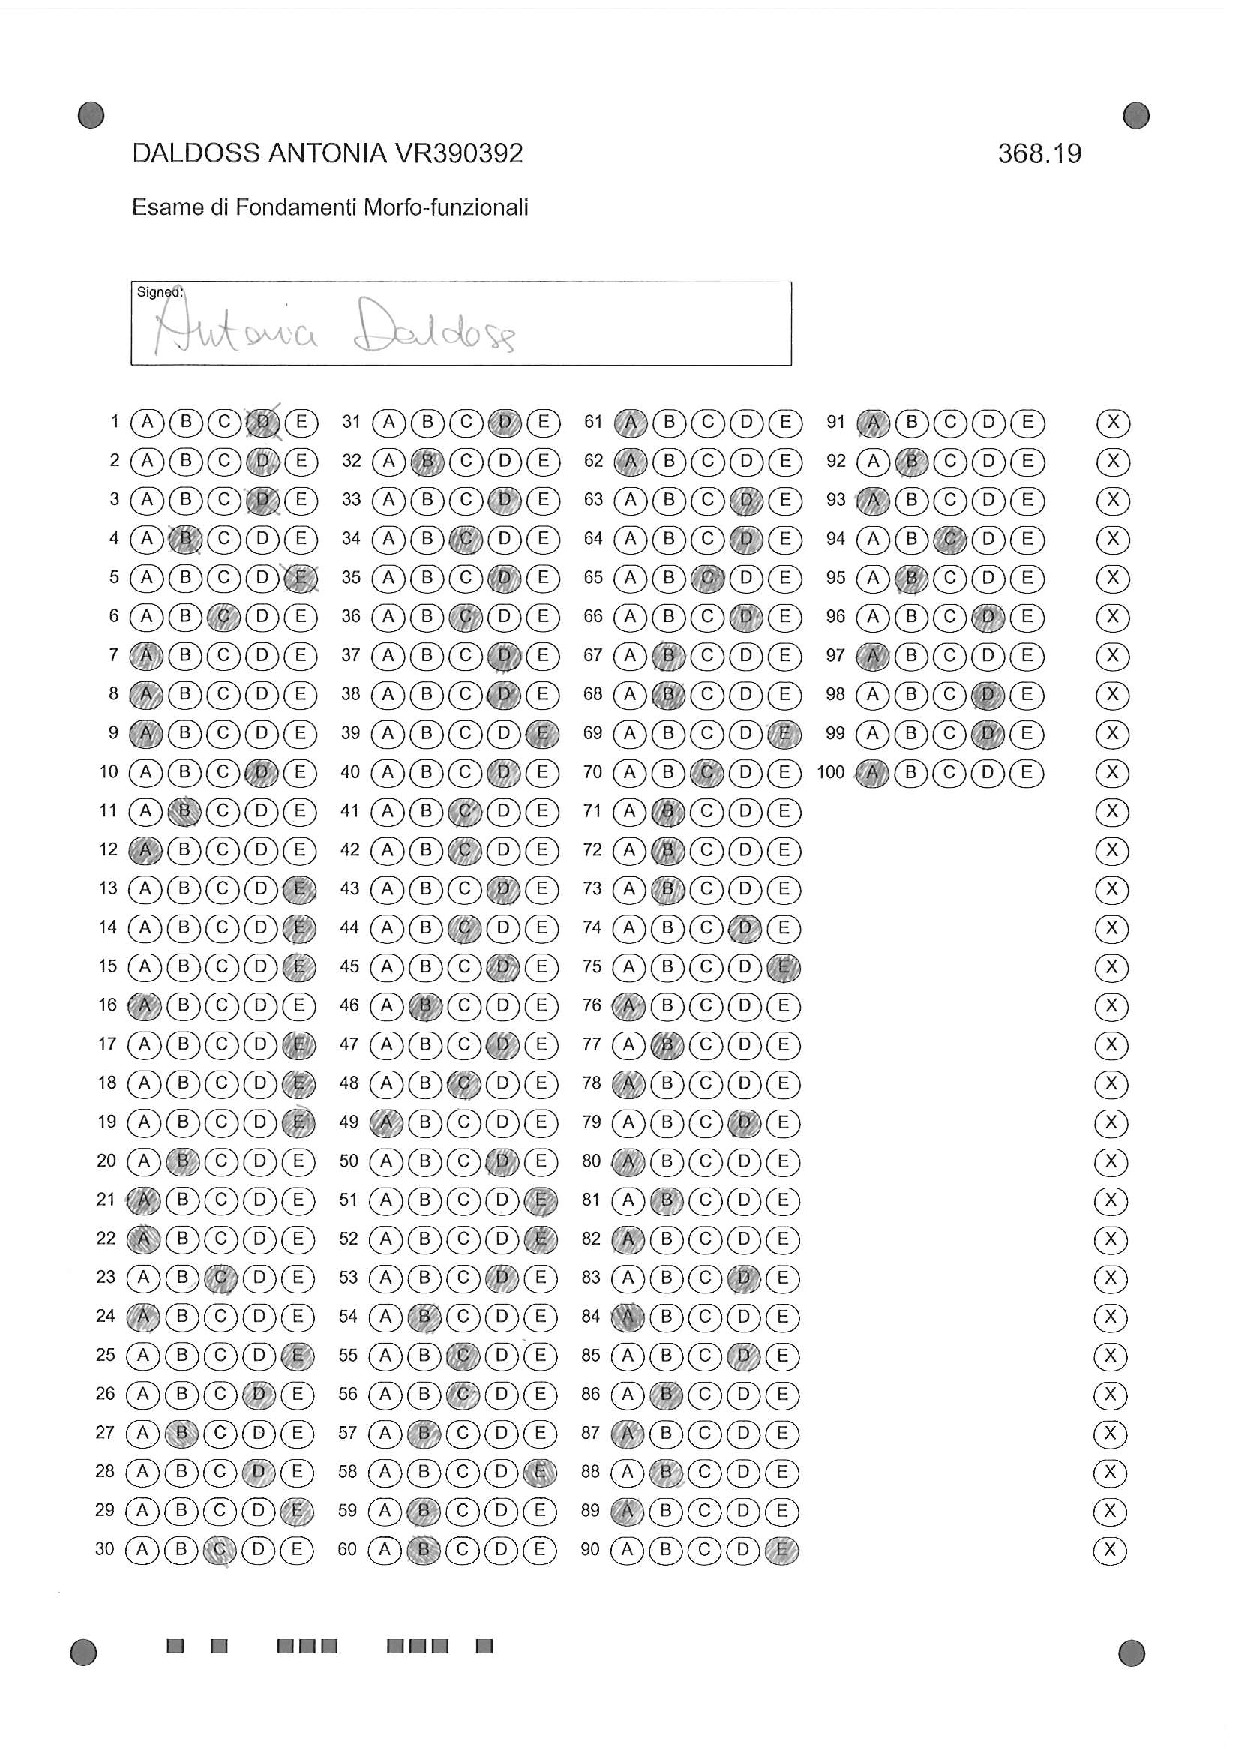 DALDOSS ANTONIA VR390392 368.19
Esame di Fondamenti Morfo-funzionali
Signed:
Antonia Daldoss
1 A B C D E 31 A B C D E 61 A B C D E 91 A B C D E X
2 A B C D E 32 A B C D E 62 A B C D E 92 A B C D E X
3 A B C D E 33 A B C D E 63 A B C D E 93 A B C D E X
4 A B C D E 34 A B C D E 64 A B C D E 94 A B C D E X
5 A B C D E 35 A B C D E 65 A B C D E 95 A B C D E X
6 A B C D E 36 A B C D E 66 A B C D E 96 A B C D E X
7 A B C D E 37 A B C D E 67 A B C D E 97 A B C D E X
8 A B C D E 38 A B C D E 68 A B C D E 98 A B C D E X
9 A B C D E 39 A B C D E 69 A B C D E 99 A B C D E X
10 A B C D E 40 A B C D E 70 A B C D E 100 A B C D E X
11 A B C D E 41 A B C D E 71 A B C D E X
12 A B C D E 42 A B C D E 72 A B C D E X
13 A B C D E 43 A B C D E 73 A B C D E X
14 A B C D E 44 A B C D E 74 A B C D E X
15 A B C D E 45 A B C D E 75 A B C D E X
16 A B C D E 46 A B C D E 76 A B C D E X
17 A B C D E 47 A B C D E 77 A B C D E X
18 A B C D E 48 A B C D E 78 A B C D E X
19 A B C D E 49 A B C D E 79 A B C D E X
20 A B C D E 50 A B C D E 80 A B C D E X
21 A B C D E 51 A B C D E 81 A B C D E X
22 A B C D E 52 A B C D E 82 A B C D E X
23 A B C D E 53 A B C D E 83 A B C D E X
24 A B C D E 54 A B C D E 84 A B C D E X
25 A B C D E 55 A B C D E 85 A B C D E X
26 A B C D E 56 A B C D E 86 A B C D E X
27 A B C D E 57 A B C D E 87 A B C D E X
28 A B C D E 58 A B C D E 88 A B C D E X
29 A B C D E 59 A B C D E 89 A B C D E X
30 A B C D E 60 A B C D E 90 A B C D E X